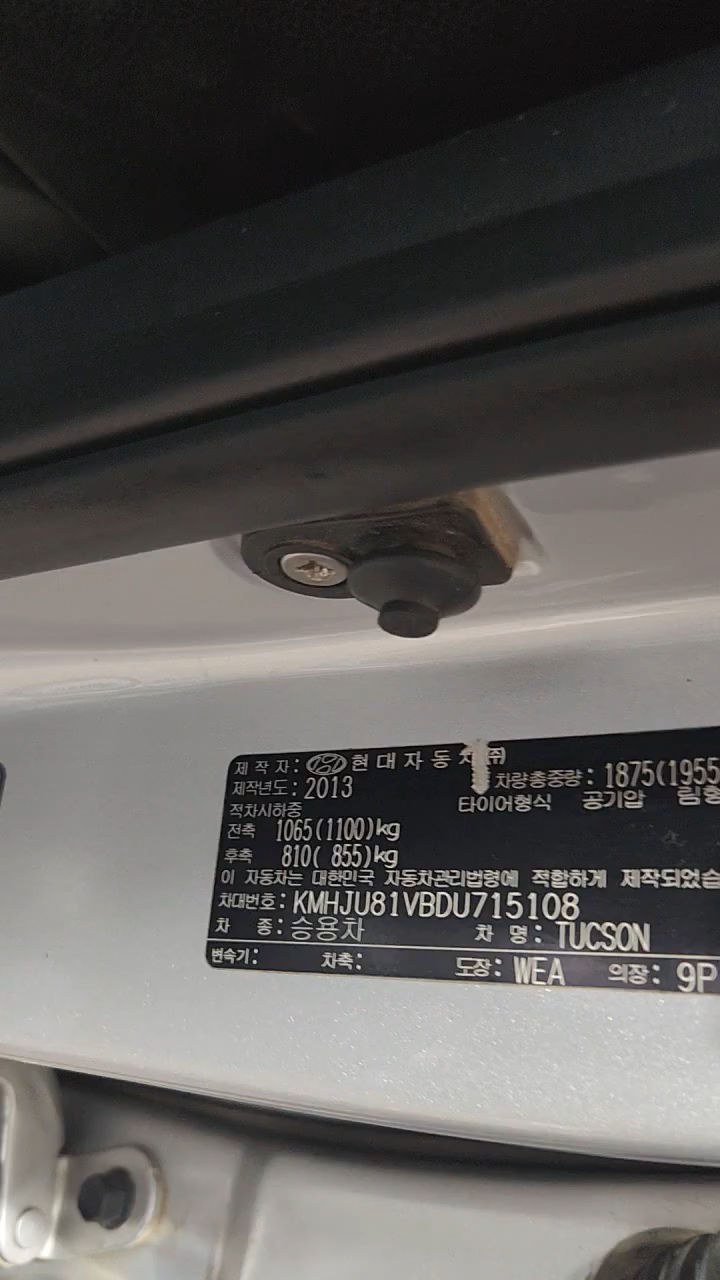 제 작 자: 현대자동차(주)
제작년도: 2013 차량총중량: 1875(1955
적차시하중 타이어형식 공기압 림형
전축 1065(1100)kg
후축 810( 855)kg
이 자동차는 대한민국 자동차관리법령에 적합하게 제작되었습
차대번호: KMHJU81VBDU715108
차 종: 승용차 차 명: TUCSON
변속기: 차축: 도장: WEA 의장: 9P